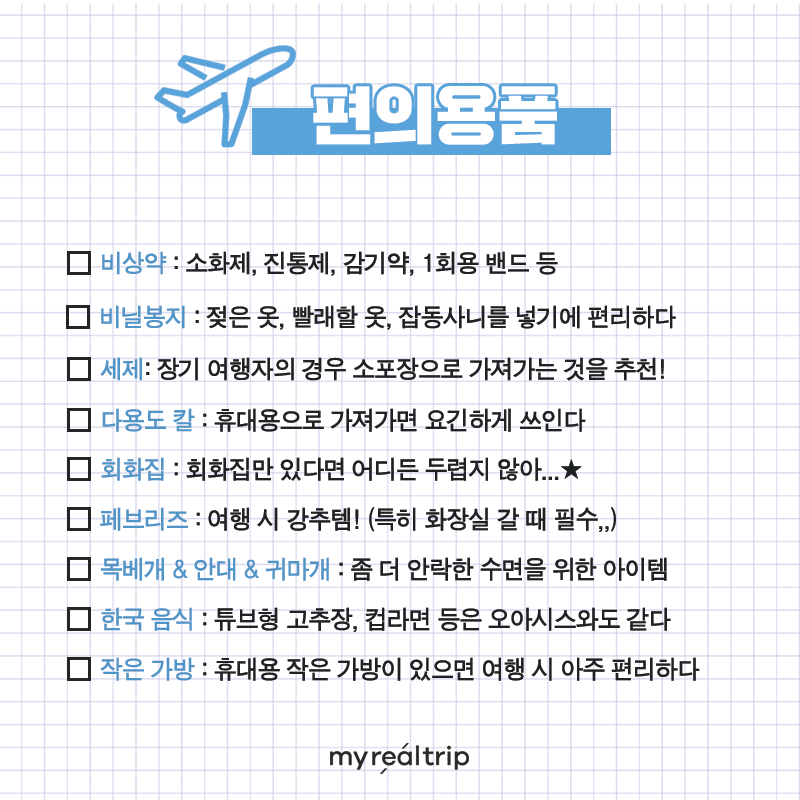 편의용품
비상약 : 소화제, 진통제, 감기약, 1회용 밴드 등
비닐봉지 : 젖은 옷, 빨래할 옷, 잡동사니를 넣기에 편리하다
세제: 장기 여행자의 경우 소포장으로 가져가는 것을 추천!
다용도 칼 : 휴대용으로 가져가면 요긴하게 쓰인다
회화집 : 회화집만 있다면 어디든 두렵지 않아...★
페브리즈 : 여행 시 강추템! (특히 화장실 갈 때 필수,,)
목베개 & 안대 & 귀마개 : 좀 더 안락한 수면을 위한 아이템
한국 음식 : 튜브형 고추장, 컵라면 등은 오아시스와도 같다
작은 가방 : 휴대용 작은 가방이 있으면 여행 시 아주 편리하다
myrealtrip